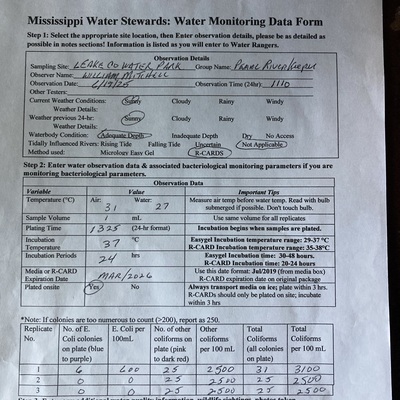 Mississippi Water Stewards: Water Monitoring Data Form
Step 1: Select the appropriate site location, then Enter observation details, please be as detailed as
possible in notes sections! Information is listed as you will enter to Water Rangers.
Observation Details
Sampling Site: LEAKE CO WATER PARK Group Name: PEARL RIVERKEEPER
Observer Name: WILLIAM MITCHELL
Observation Date: 6/19/25 Observation Time (24hr): 1110
Other Testers:
Current Weather Conditions: Sunny Cloudy Rainy Windy
Weather Details:
Weather previous 24-hr: Sunny Cloudy Rainy Windy
Weather Details:
Waterbody Condition: Adequate Depth Inadequate Depth Dry No Access
Tidally Influenced Rivers: Rising Tide Falling Tide Uncertain Not Applicable
Method used: Micrology Easy Gel R-CARDS
Step 2: Enter water observation data & associated bacteriological monitoring parameters if you are
monitoring bacteriological parameters.
Observation Data
Variable Value Important Tips
Temperature (°C) Air: 31 Water: 27 Measure air temp before water temp. Read with bulb
submerged if possible. Don't touch bulb.
Sample Volume 1 mL Use same volume for all replicates
Plating Time 1325 (24-hr format) Incubation begins when samples are plated.
Incubation Temperature 37 °C Easygel Incubation temperature range: 29-37 °C
R-CARD Incubation temperature range: 35-38°C
Incubation Periods 24 hrs Easygel Incubation time: 30-48 hours.
R-CARD Incubation time: 20-24 hours
Media or R-CARD Expiration Date MAR/2026 Use this date format: Jul/2019 (from media box)
R-CARD expiration date on original package
Plated onsite Yes No Always transport media on ice; plate within 3 hrs.
R-CARDs should only be plated on site; incubate
within 3 hrs
*Note: If colonies are too numerous to count (>200), report as 250.
Replicate No. No. of E. Coli colonies on plate (blue to purple) E. Coli per 100mL No. of other coliforms on plate (pink to dark red) Other coliforms per 100 mL Total Coliforms (all colonies on plate) Total Coliforms per 100 mL
1 6 600 25 2500 31 3100
2 0 0 25 2500 25 2500
3 0 0 25 2500 25 2500